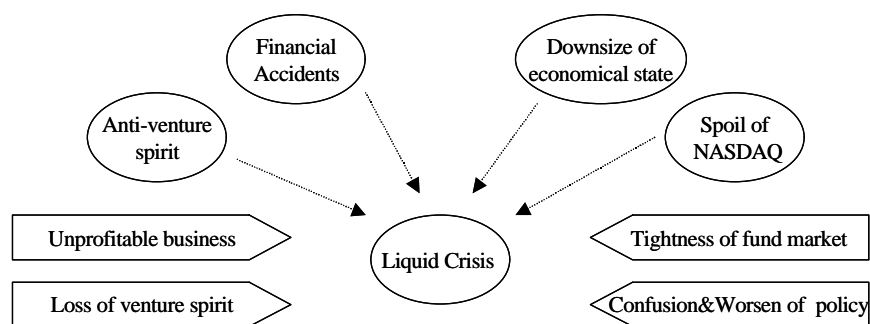 Financial
Accidents
Downsize of
economical state
Anti-venture
spirit
Spoil of
NASDAQ
Unprofitable business
Liquid Crisis
Tightness of fund market
Loss of venture spirit
Confusion&Worsen of policy